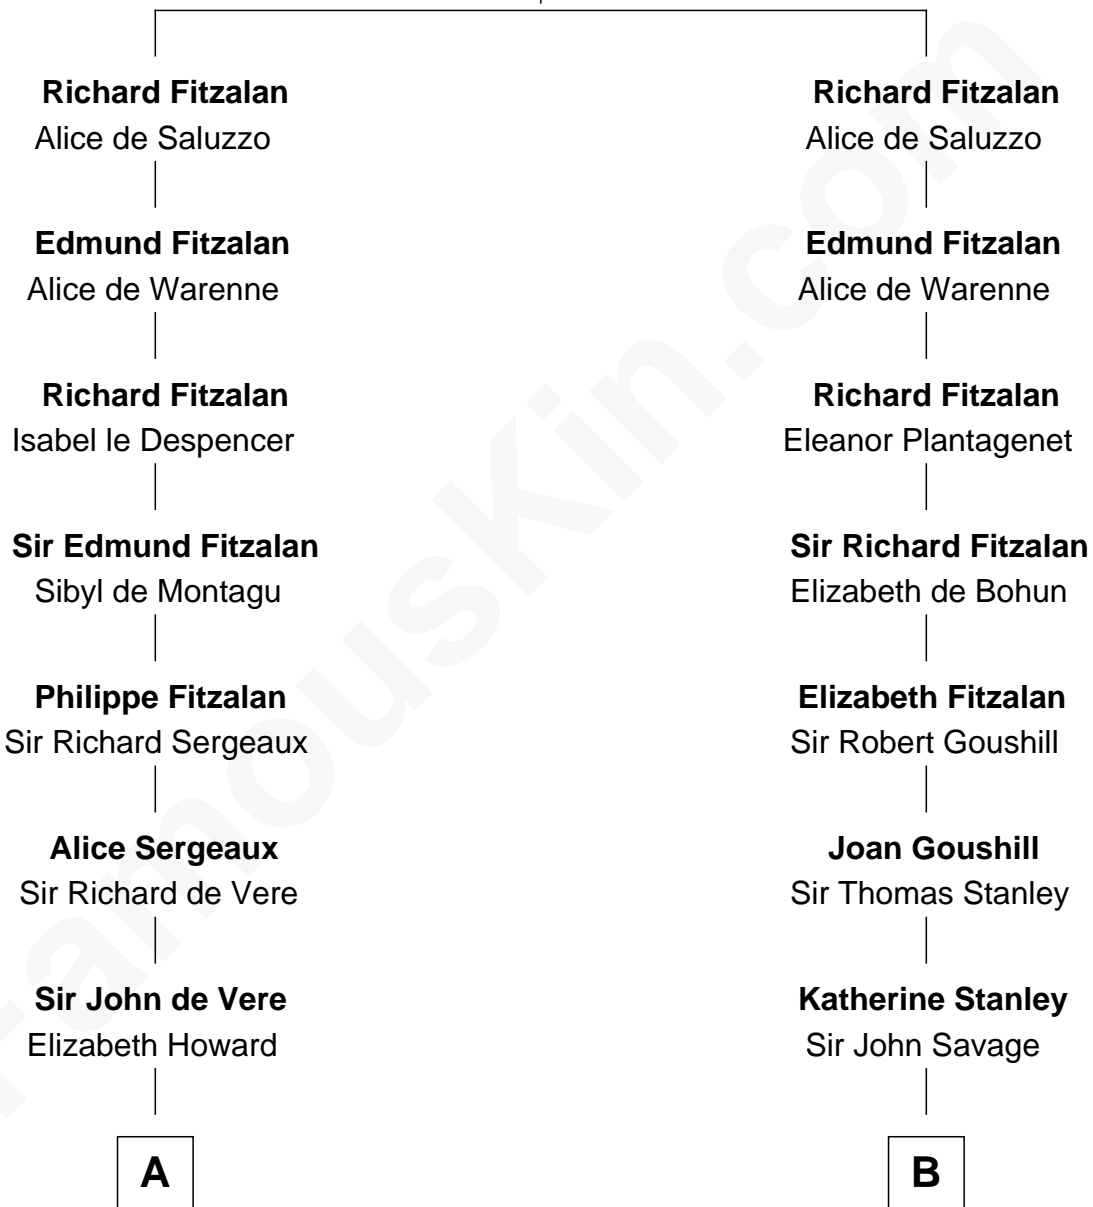 Richard Fitzalan
Alice de Saluzzo
Edmund Fitzalan
Alice de Warenne
Richard Fitzalan
Isabel le Despencer
Sir Edmund Fitzalan
Sibyl de Montagu
Philippe Fitzalan
Sir Richard Sergeaux
Alice Sergeaux
Sir Richard de Vere
Sir John de Vere
Elizabeth Howard
A
Richard Fitzalan
Alice de Saluzzo
Edmund Fitzalan
Alice de Warenne
Richard Fitzalan
Eleanor Plantagenet
Sir Richard Fitzalan
Elizabeth de Bohun
Elizabeth Fitzalan
Sir Robert Goushill
Joan Goushill
Sir Thomas Stanley
Katherine Stanley
Sir John Savage
B
FamousKin.com